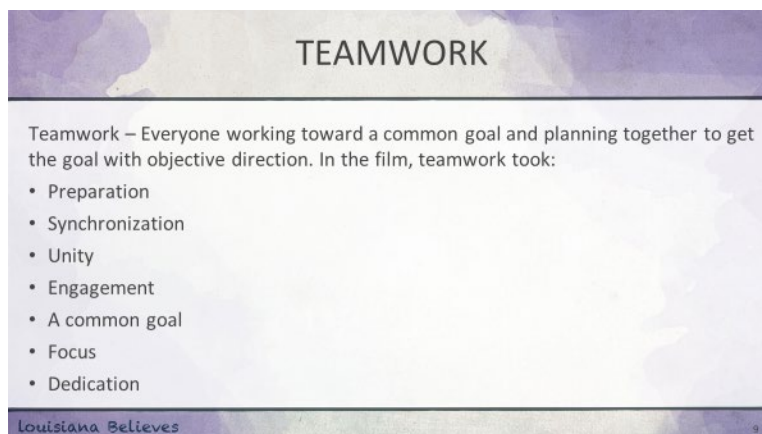 TEAMWORK
Teamwork – Everyone working toward a common goal and planning together to get
the goal with objective direction. In the film, teamwork took:
• Preparation
• Synchronization
• Unity
• Engagement
• A common goal
• Focus
• Dedication
Louisiana Believes
9